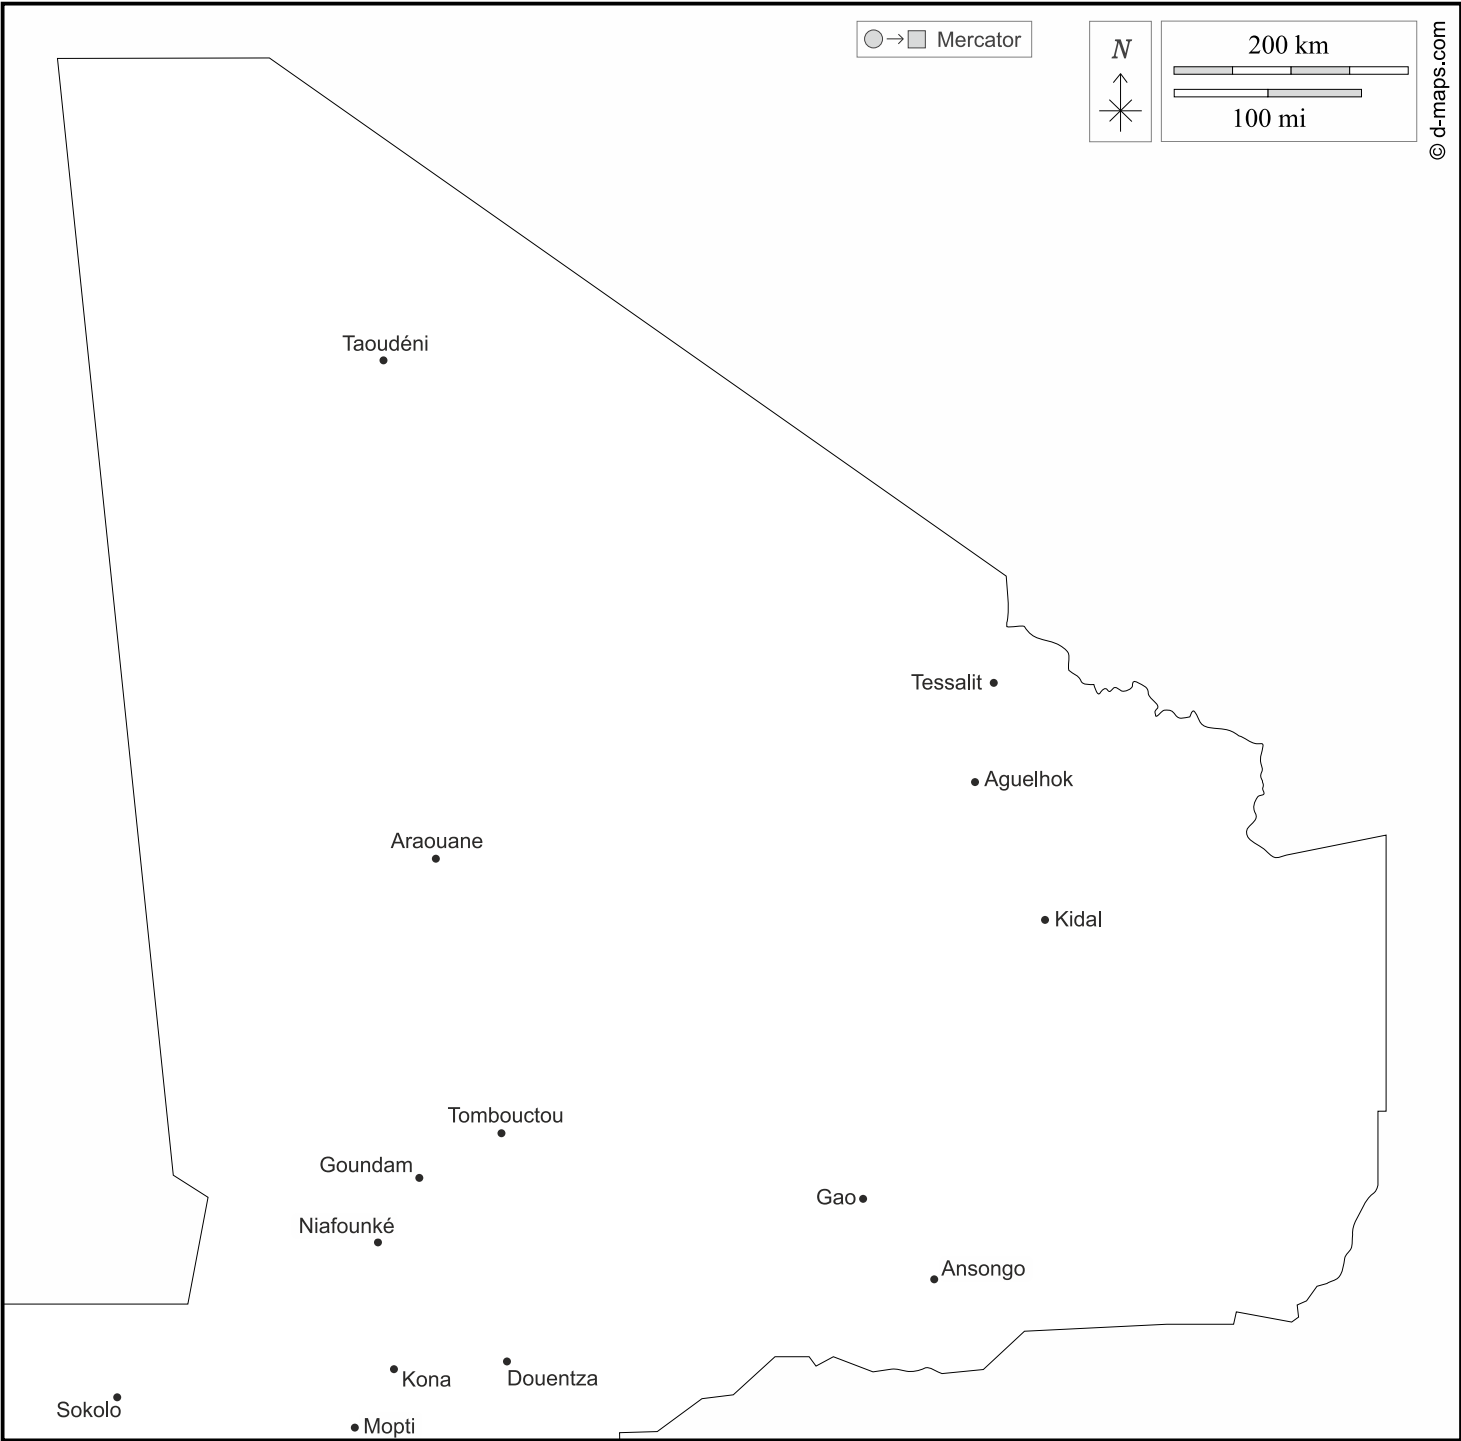 Mercator
N
200 km
100 mi
© d-maps.com
Taoudéni
Tessalit
Aguelhok
Araouane
Kidal
Tombouctou
Goundam
Gao
Niafounké
Ansongo
Kona
Douentza
Sokolo
Mopti